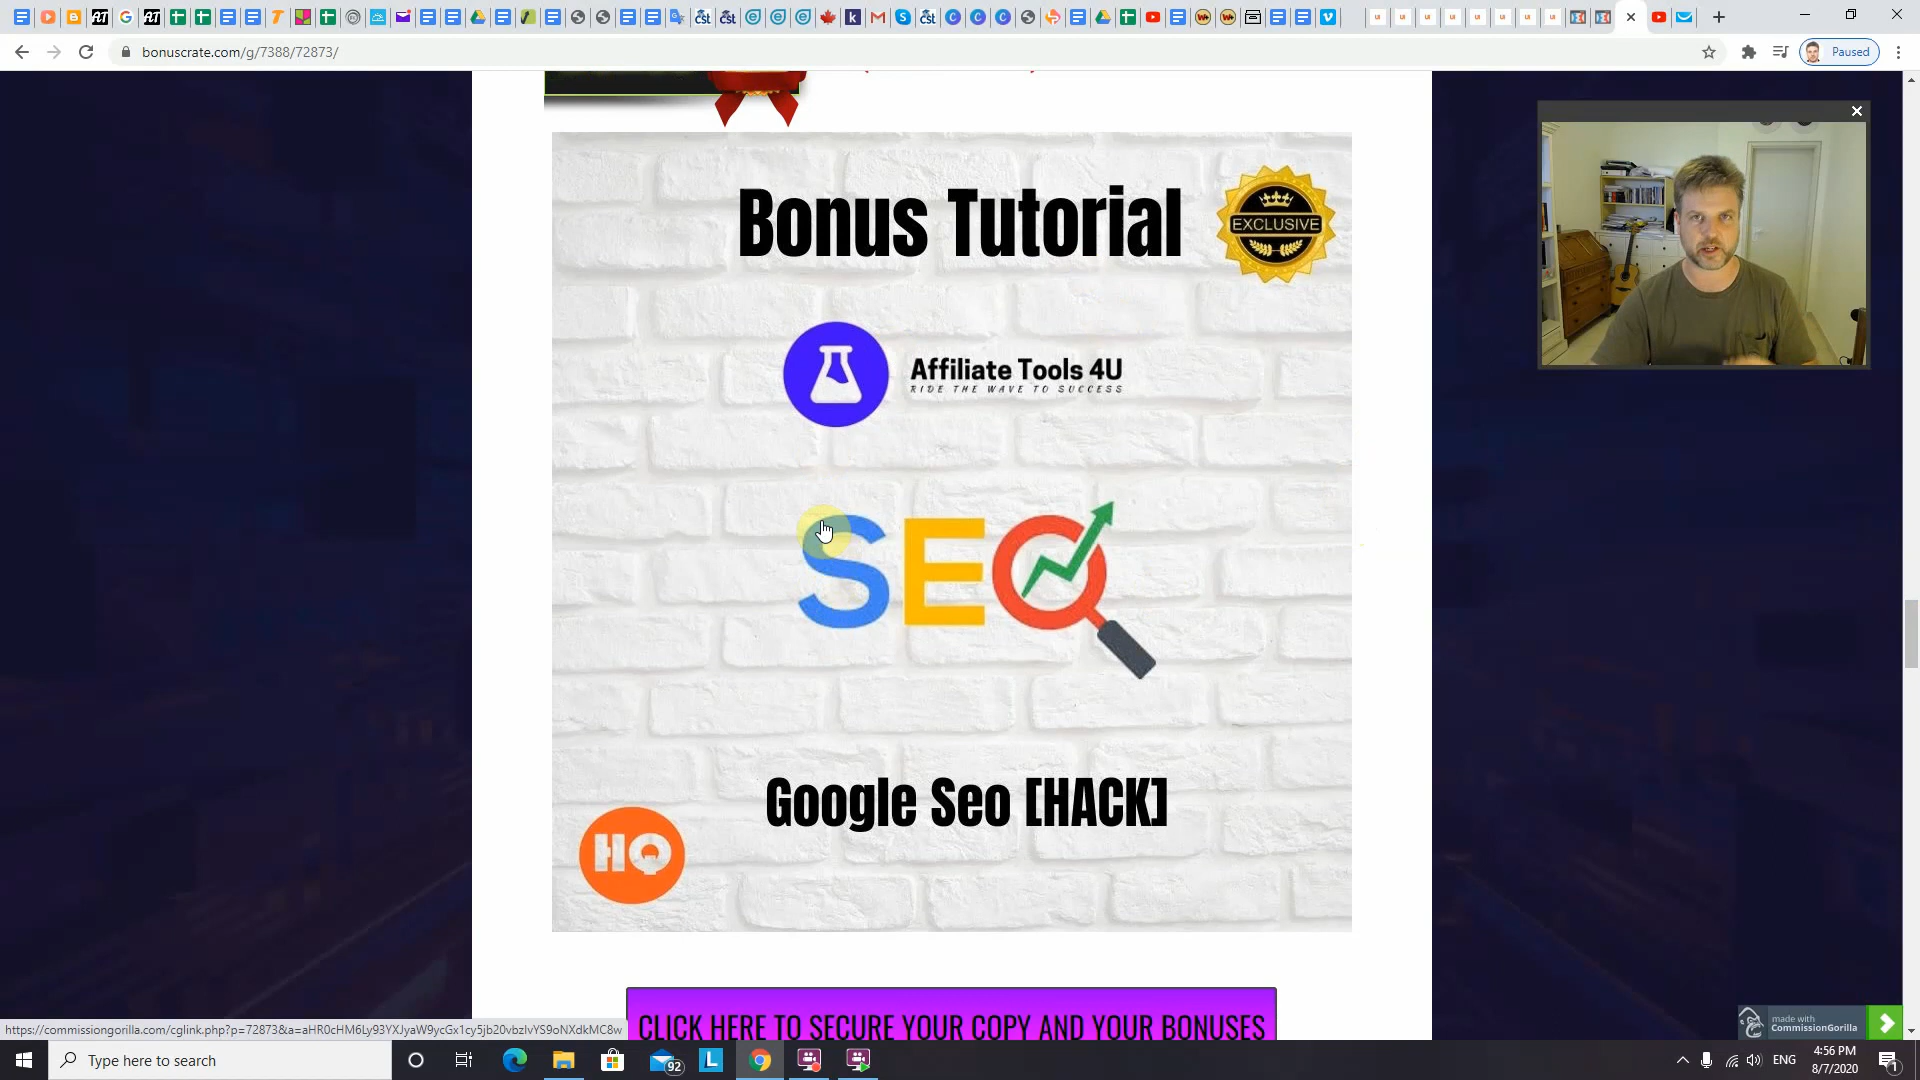 bonuscrate.com/g/7388/72873/
Paused
Bonus Tutorial
EXCLUSIVE
Affiliate Tools 4U
RIDE THE WAVE TO SUCCESS
SEO
Google Seo [HACK]
HQ
CLICK HERE TO SECURE YOUR COPY AND YOUR BONUSES
made with
CommissionGorilla
Type here to search
92
L
ENG
4:56 PM
8/7/2020
1